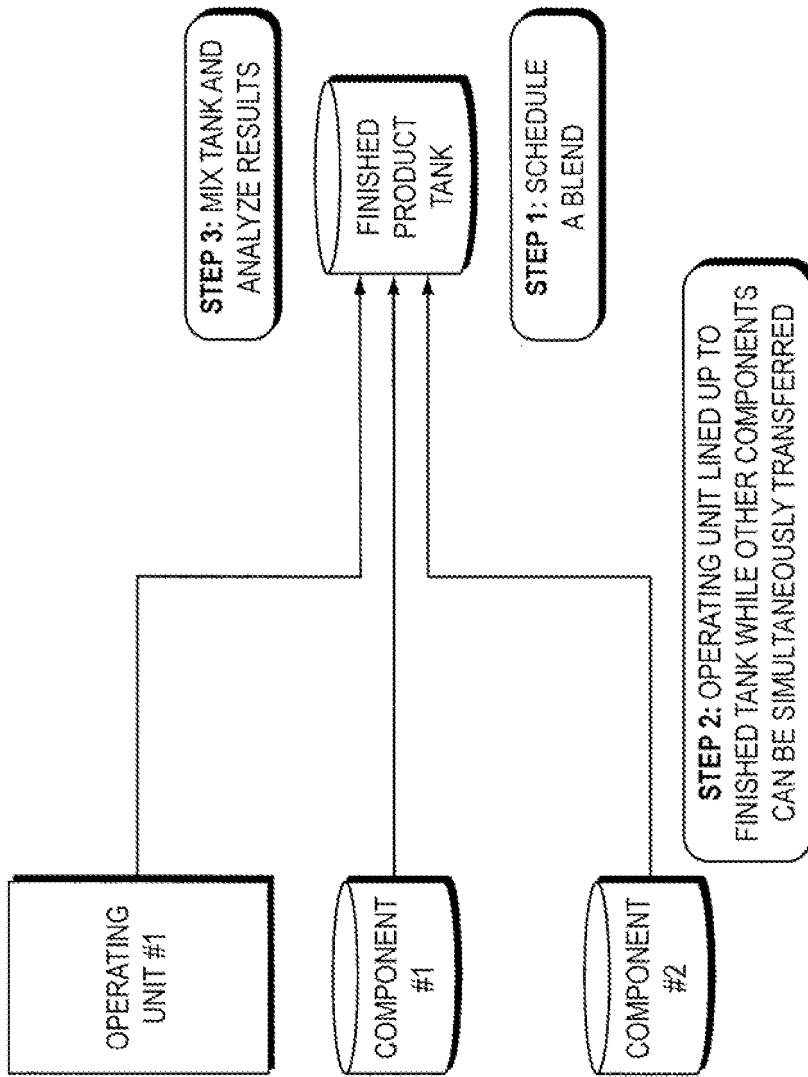 OPERATING
UNIT #1
COMPONENT
#1
COMPONENT
#2
STEP 3: MIX TANK AND
ANALYZE RESULTS
FINISHED
PRODUCT
TANK
STEP 1: SCHEDULE
A BLEND
STEP 2: OPERATING UNIT LINED UP TO
FINISHED TANK WHILE OTHER COMPONENTS
CAN BE SIMULTANEOUSLY TRANSFERRED